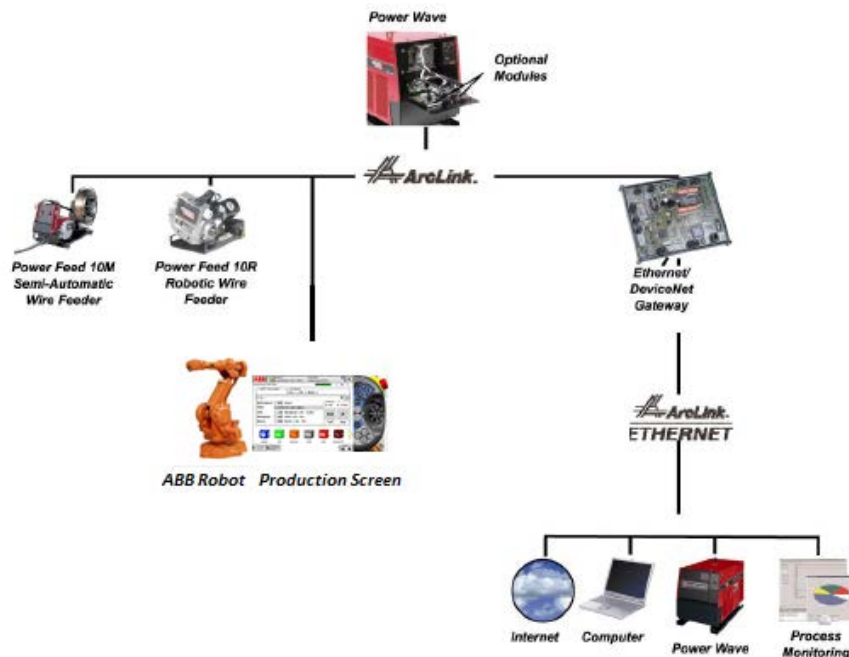 Power Wave
Optional
Modules
ArcLink.
Power Feed 10M
Semi-Automatic
Wire Feeder
Power Feed 10R
Robotic Wire
Feeder
Ethernet/
DeviceNet
Gateway
ABB
ArcLink.
ETHERNET
ABB Robot Production Screen
Internet
Computer
Power Wave
Process
Monitoring